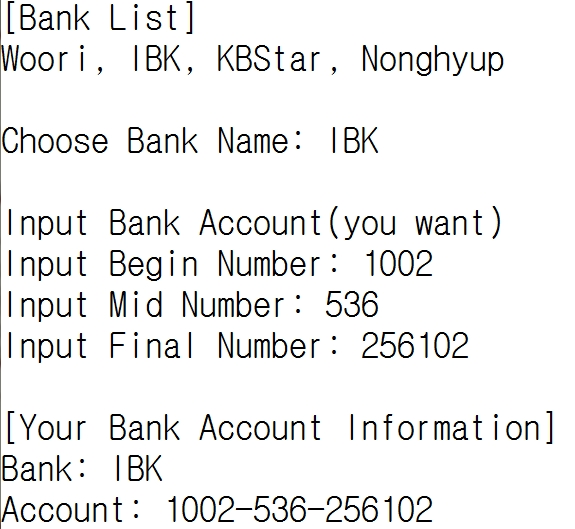 [Bank List]
Woori, IBK, KBStar, Nonghyup
Choose Bank Name: IBK
Input Bank Account(you want)
Input Begin Number: 1002
Input Mid Number: 536
Input Final Number: 256102
[Your Bank Account Information]
Bank: IBK
Account: 1002-536-256102